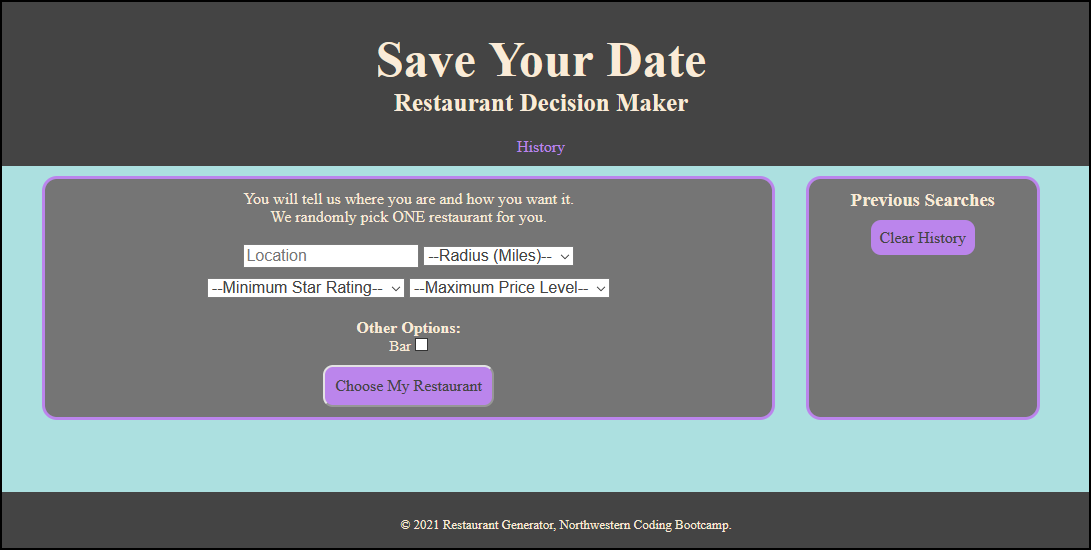 Save Your Date
Restaurant Decision Maker
History
You will tell us where you are and how you want it.
We randomly pick ONE restaurant for you.
Location --Radius (Miles)--
--Minimum Star Rating-- --Maximum Price Level--
Other Options:
Bar
Choose My Restaurant
Previous Searches
Clear History
© 2021 Restaurant Generator, Northwestern Coding Bootcamp.